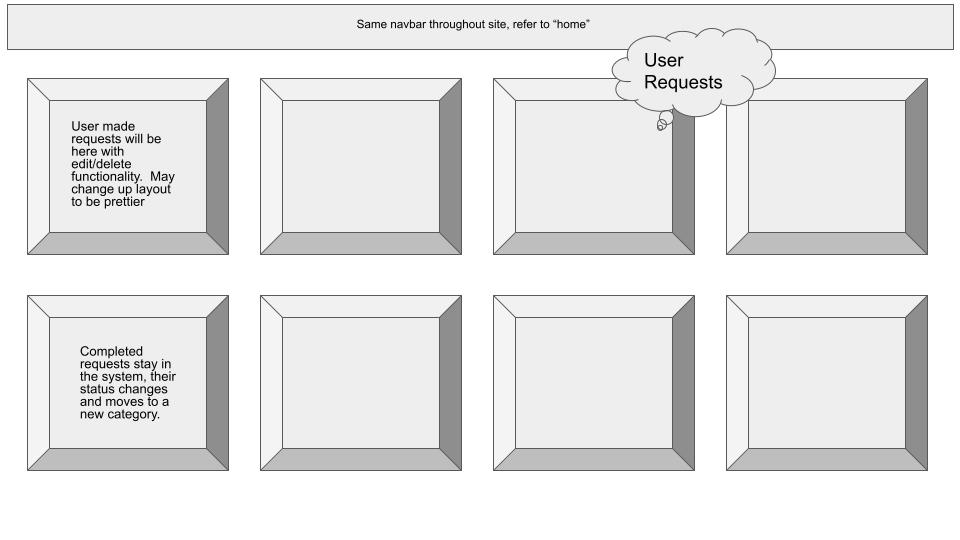 Same navbar throughout site, refer to “home”
User
Requests
User made
requests will be
here with
edit/delete
functionality.  May
change up layout
to be prettier
Completed
requests stay in
the system, their
status changes
and moves to a
new category.